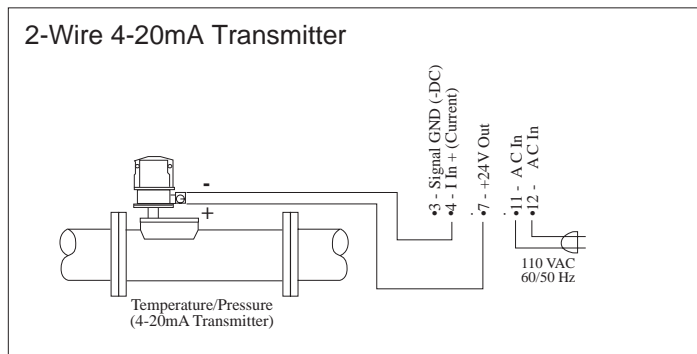 2-Wire 4-20mA Transmitter
•3 - Signal GND (-DC)
•4 - I In + (Current)
•7 - +24V Out
•11 - AC In
•12 - AC In
-
+
110 VAC
60/50 Hz
Temperature/Pressure
(4-20mA Transmitter)